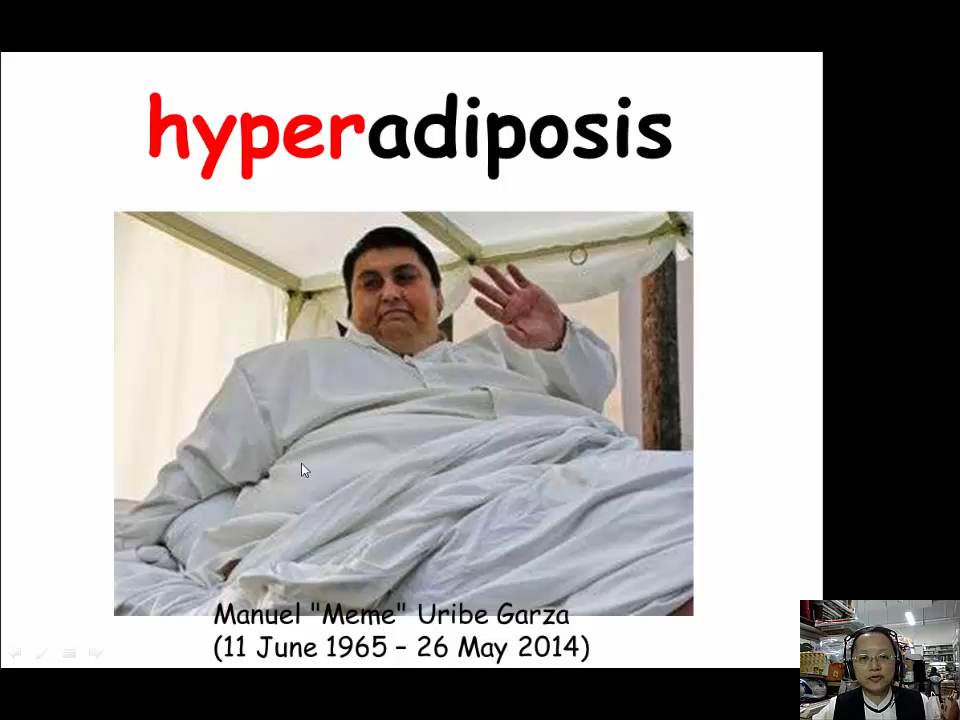 hyperadiposis
Manuel "Meme" Uribe Garza
(11 June 1965 – 26 May 2014)